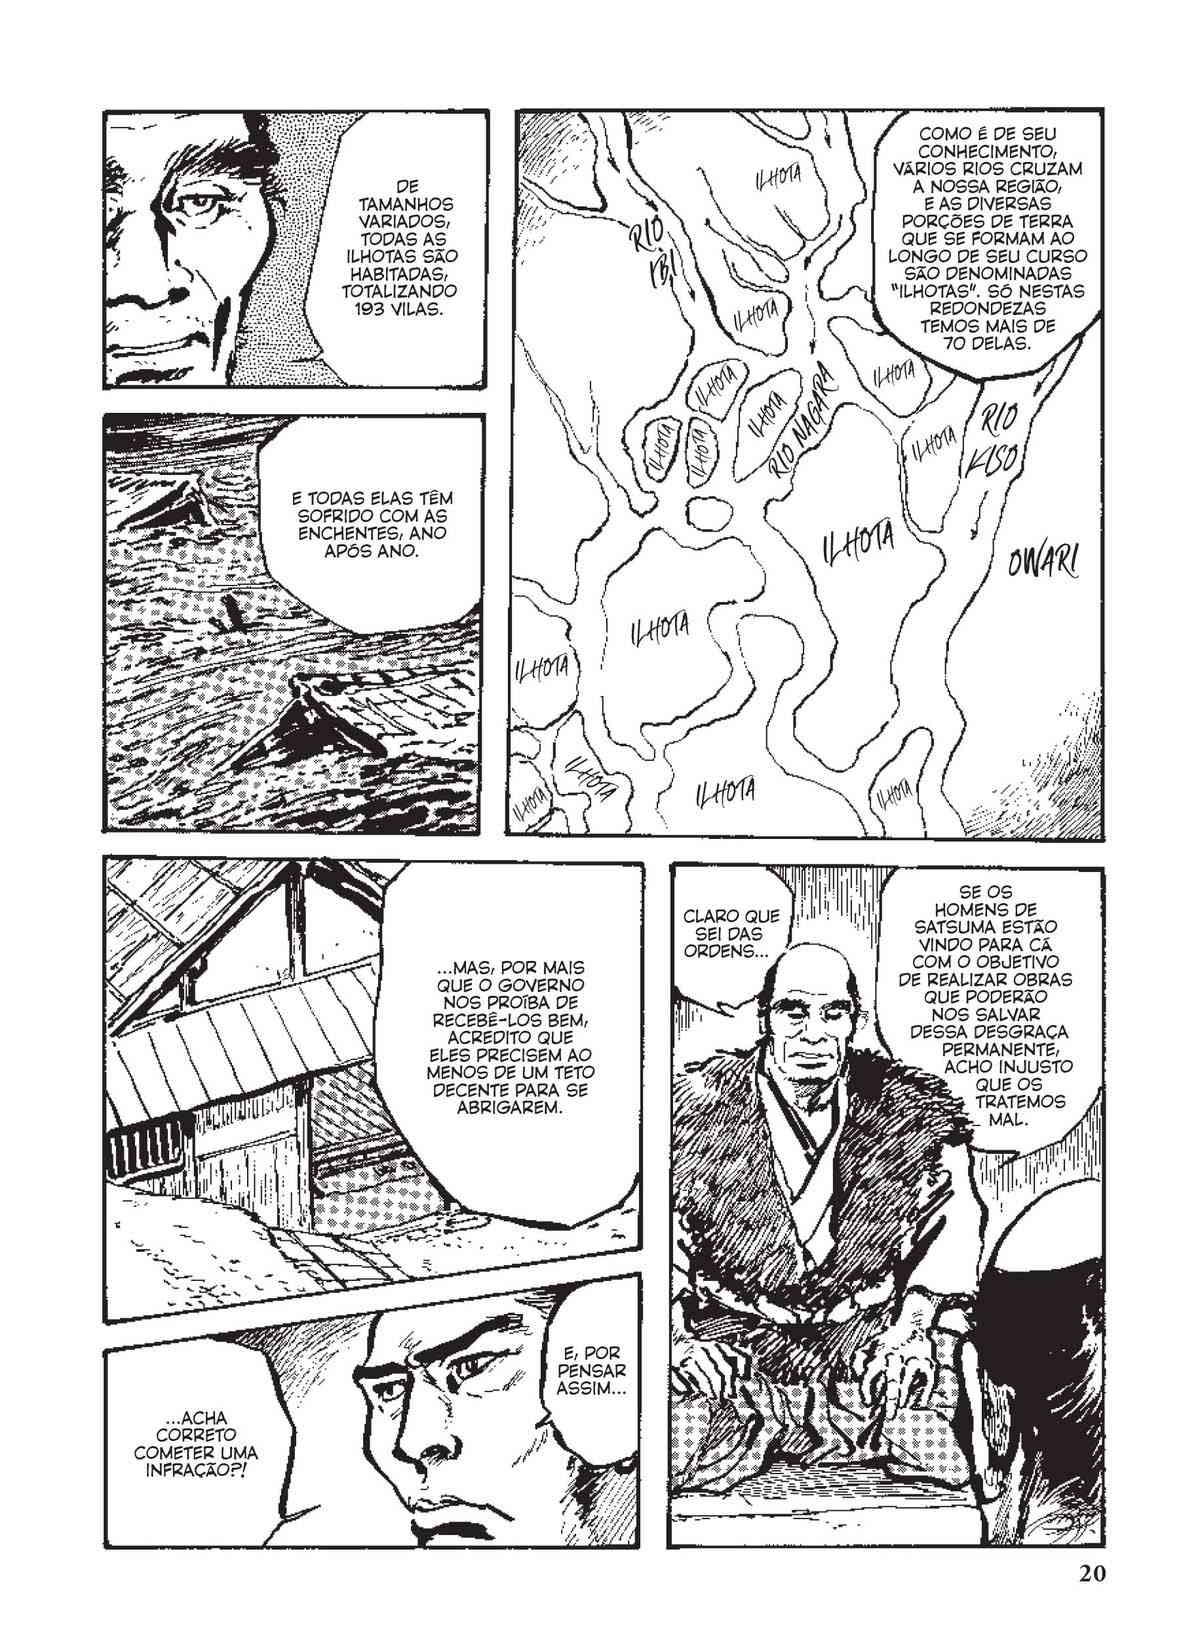 COMO É DE SEU
CONHECIMENTO,
VÁRIOS RIOS CRUZAM
A NOSSA REGIÃO,
E AS DIVERSAS
PORÇÕES DE TERRA
QUE SE FORMAM AO
LONGO DE SEU CURSO
SÃO DENOMINADAS
"ILHOTAS". SÓ NESTAS
REDONDEZAS
TEMOS MAIS DE
70 DELAS.
ILHOTA
RIO
IBI
ILHOTA
ILHOTA
ILHOTA
ILHOTA
RIO NAGARA
RIO
KISO
ILHOTA
ILHOTA
ILHOTA
ILHOTA
OWARI
ILHOTA
ILHOTA
ILHOTA
ILHOTA
ILHOTA
ILHOTA
ILHOTA
DE
TAMANHOS
VARIADOS,
TODAS AS
ILHOTAS SÃO
HABITADAS,
TOTALIZANDO
193 VILAS.
E TODAS ELAS TÊM
SOFRIDO COM AS
ENCHENTES, ANO
APÓS ANO.
SE OS
HOMENS DE
SATSUMA ESTÃO
VINDO PARA CÁ
COM O OBJETIVO
DE REALIZAR OBRAS
QUE PODERÃO
NOS SALVAR
DESSA DESGRAÇA
PERMANENTE,
ACHO INJUSTO
QUE OS
TRATEMOS
MAL.
CLARO QUE
SEI DAS
ORDENS...
...MAS, POR MAIS
QUE O GOVERNO
NOS PROÍBA DE
RECEBÊ-LOS BEM,
ACREDITO QUE
ELES PRECISEM AO
MENOS DE UM TETO
DECENTE PARA SE
ABRIGAREM.
E, POR
PENSAR
ASSIM...
...ACHA
CORRETO
COMETER UMA
INFRAÇÃO?!
20